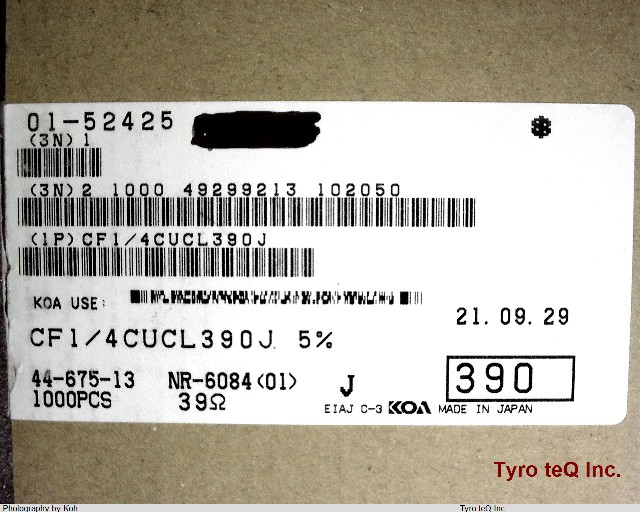 01-52425
(3N) 1
(3N) 2 1000 49299213 102050
(1P) CF1/4CUCL390J
KOA USE:
21. 09. 29
CF1/4CUCL390J 5%
44-675-13 NR-6084(01) J 390
1000PCS 39Ω
EIAJ C-3 KOA MADE IN JAPAN
Tyro teQ Inc.
Photography by Koh Tyro teQ Inc